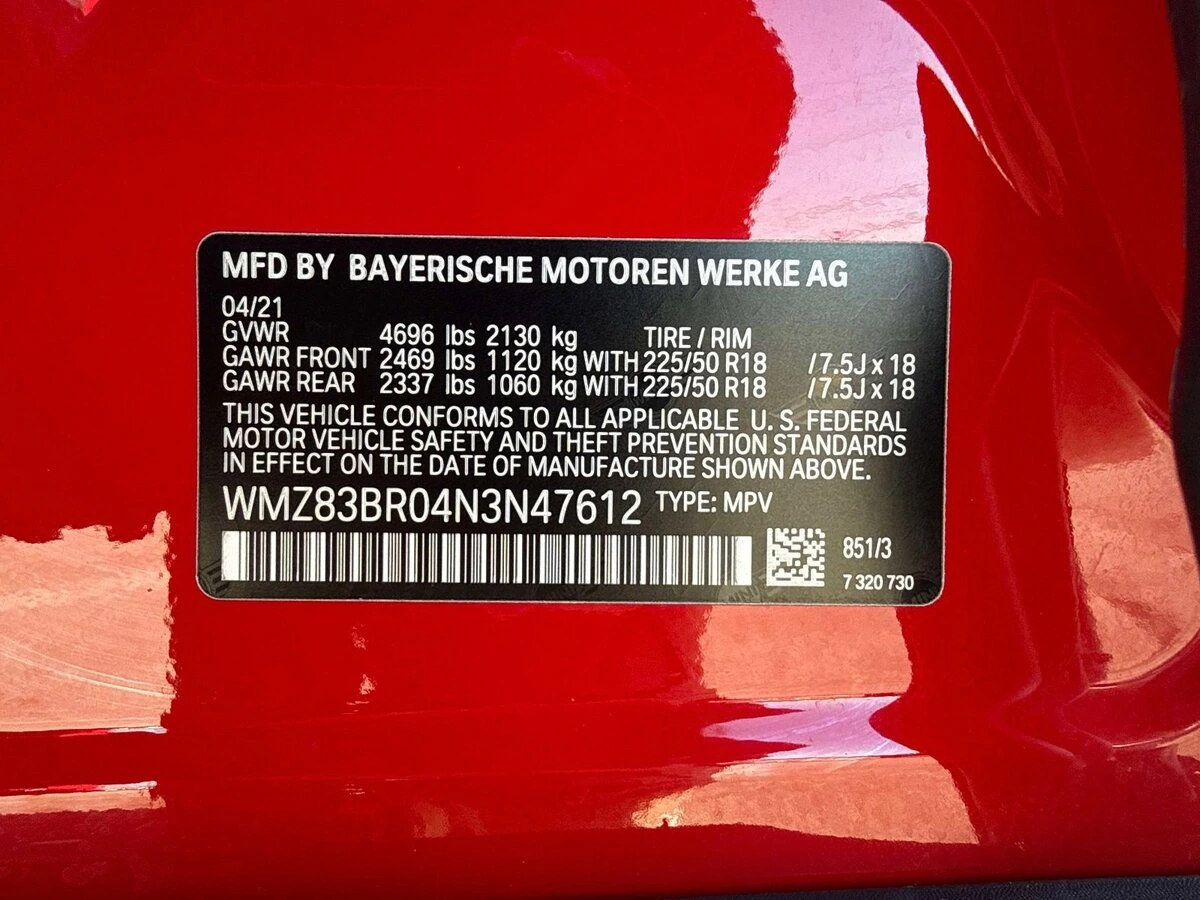 MFD BY BAYERISCHE MOTOREN WERKE AG
04/21
GVWR 4696 lbs 2130 kg TIRE / RIM
GAWR FRONT 2469 lbs 1120 kg WITH 225/50 R18 /7.5J x 18
GAWR REAR 2337 lbs 1060 kg WITH 225/50 R18 /7.5J x 18
THIS VEHICLE CONFORMS TO ALL APPLICABLE U. S. FEDERAL
MOTOR VEHICLE SAFETY AND THEFT PREVENTION STANDARDS
IN EFFECT ON THE DATE OF MANUFACTURE SHOWN ABOVE.
WMZ83BR04N3N47612 TYPE: MPV
851/3
7 320 730